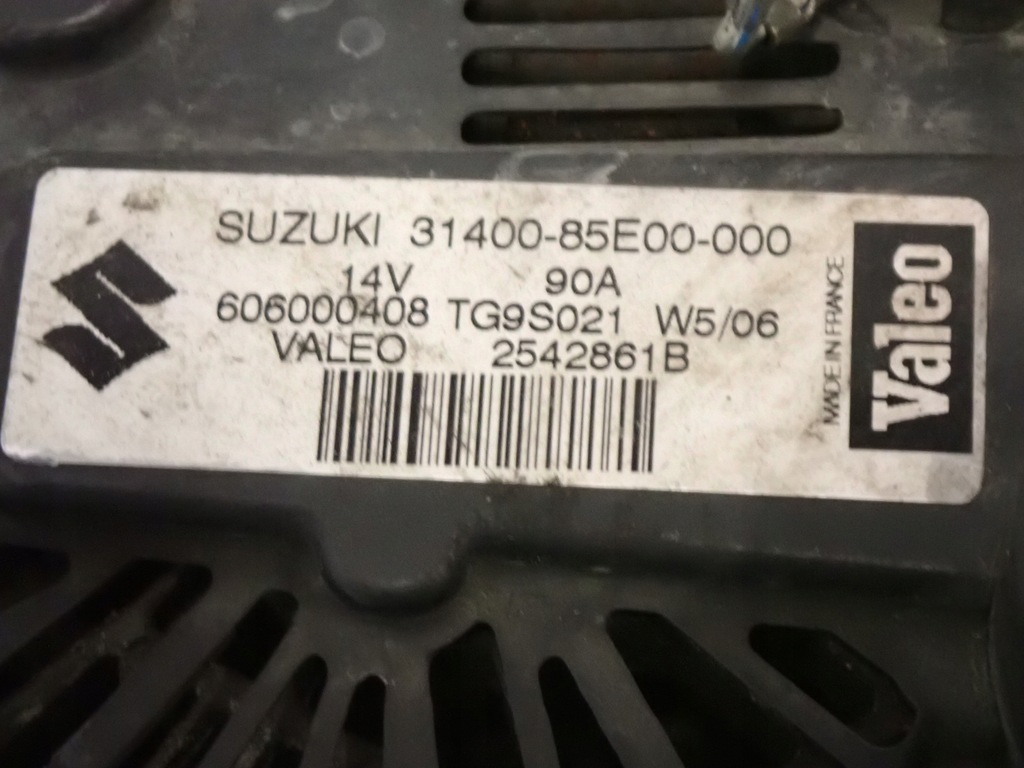 SUZUKI 31400-85E00-000
14V 90A
606000408 TG9S021 W5/06
VALEO 2542861B
MADE IN FRANCE
Valeo